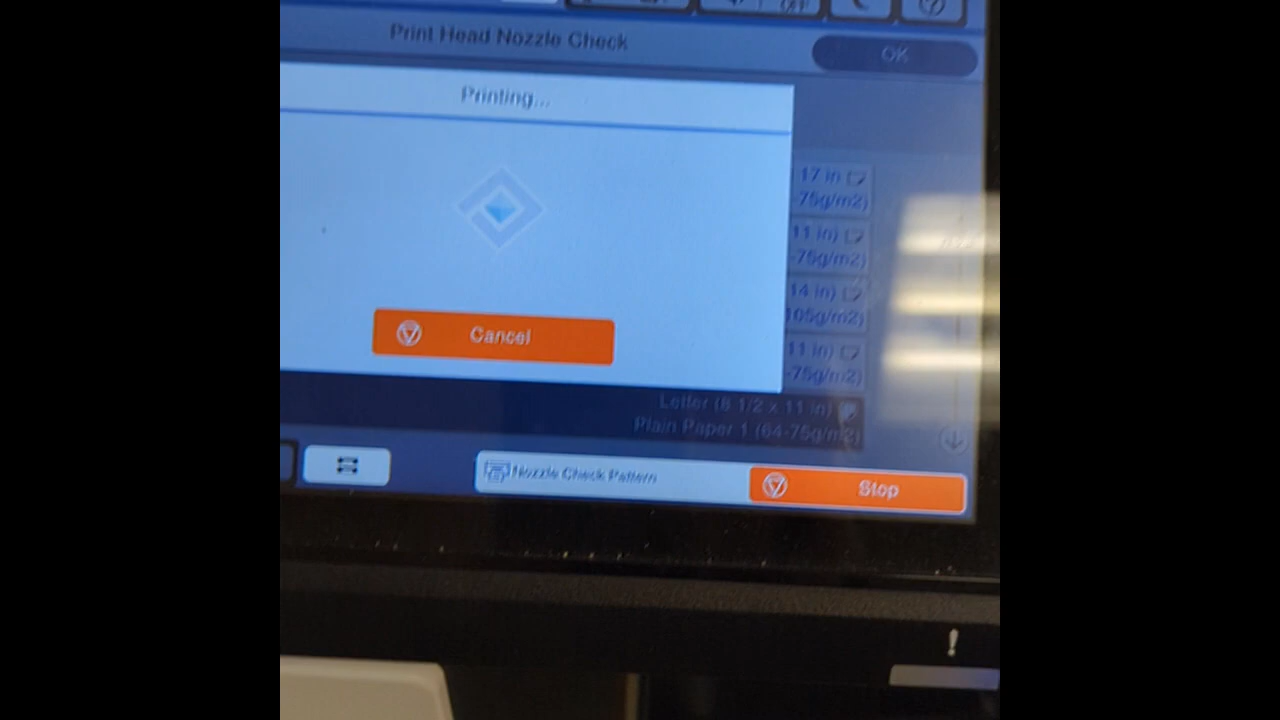 OFF
Print Head Nozzle Check
OK
Printing...
17 in
75g/m2)
11 in)
-75g/m2)
14 in)
105g/m2)
11 in)
-75g/m2)
Cancel
Letter (8 1/2 x 11 in)
Plain Paper 1 (64-75g/m2)
Nozzle Check Pattern
Stop
!